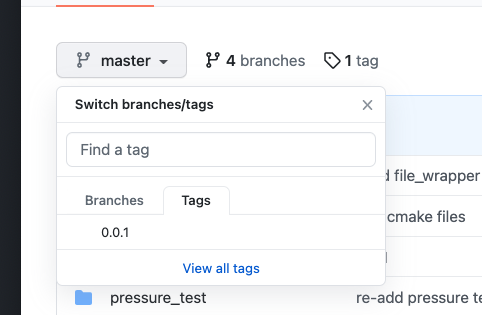 master 4 branches 1 tag
Switch branches/tags
Find a tag
file_wrapper
Branches Tags
cmake files
0.0.1
View all tags
pressure_test re-add pressure